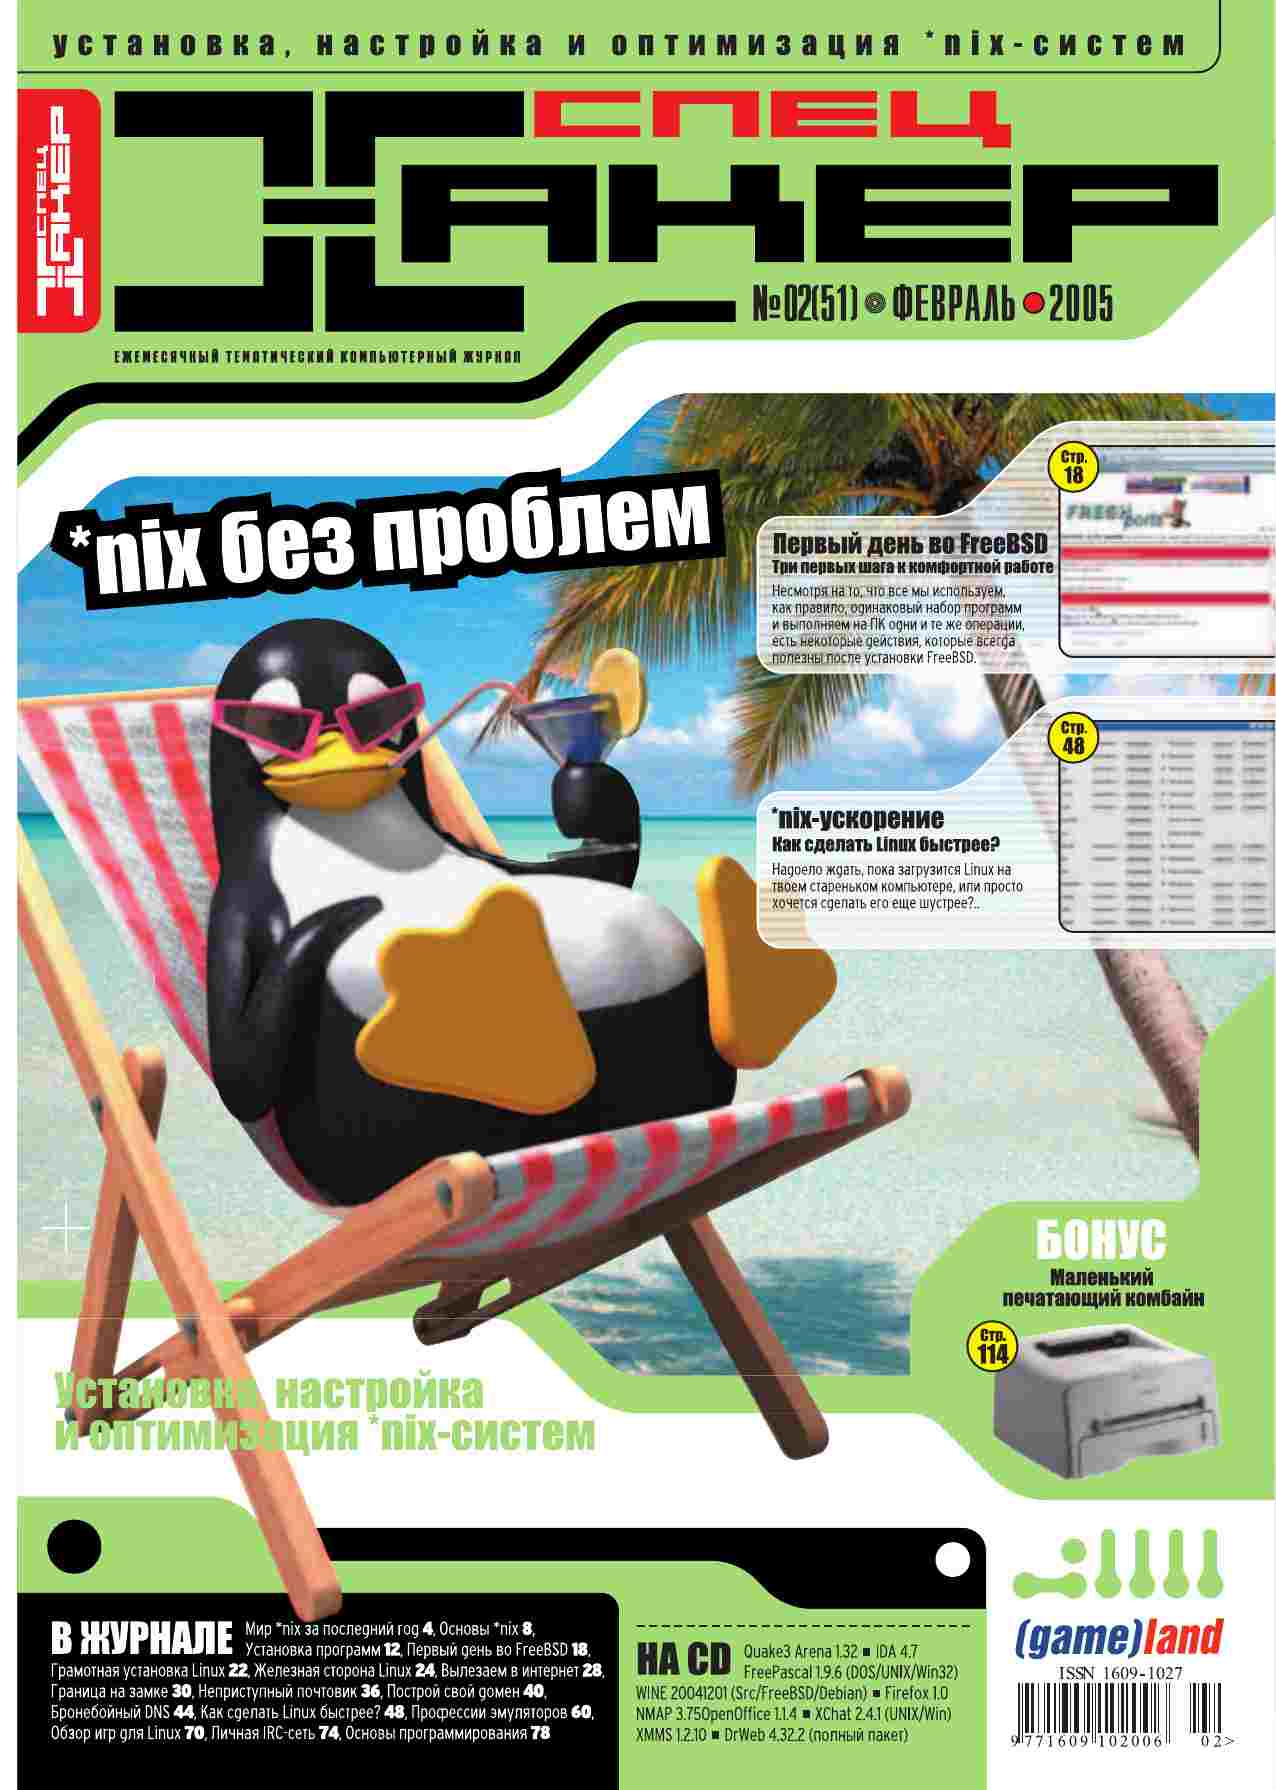 установка, настройка и оптимизация *nix-систем
СПЕЦ
ХАКЕР
СПЕЦ
ХАКЕР
№02(51) ФЕВРАЛЬ 2005
ЕЖЕМЕСЯЧНЫЙ ТЕМАТИЧЕСКИЙ КОМПЬЮТЕРНЫЙ ЖУРНАЛ
*nix без проблем
Стр.
18
FRESH
ports
Первый день во FreeBSD
Три первых шага к комфортной работе
Несмотря на то, что все мы используем,
как правило, одинаковый набор программ
и выполняем на ПК одни и те же операции,
есть некоторые действия, которые всегда
полезны после установки FreeBSD.
Стр.
48
*nix-ускорение
Как сделать Linux быстрее?
Надоело ждать, пока загрузится Linux на
твоем стареньком компьютере, или просто
хочется сделать его еще шустрее?..
БОНУС
Маленький
печатающий комбайн
Стр.
114
Установка, настройка
и оптимизация *nix-систем
В ЖУРНАЛЕ Мир *nix за последний год 4, Основы *nix 8,
Установка программ 12, Первый день во FreeBSD 18,
Грамотная установка Linux 22, Железная сторона Linux 24, Вылезаем в интернет 28,
Граница на замке 30, Неприступный почтовик 36, Построй свой домен 40,
Бронебойный DNS 44, Как сделать Linux быстрее? 48, Профессии эмуляторов 60,
Обзор игр для Linux 70, Личная IRC-сеть 74, Основы программирования 78
НА CD Quake3 Arena 1.32 ■ IDA 4.7
FreePascal 1.9.6 (DOS/UNIX/Win32)
WINE 20041201 (Src/FreeBSD/Debian) ■ Firefox 1.0
NMAP 3.75OpenOffice 1.1.4 ■ XChat 2.4.1 (UNIX/Win)
XMMS 1.2.10 ■ DrWeb 4.32.2 (полный пакет)
(game)land
ISSN 1609-1027
9 771609 102006 02>